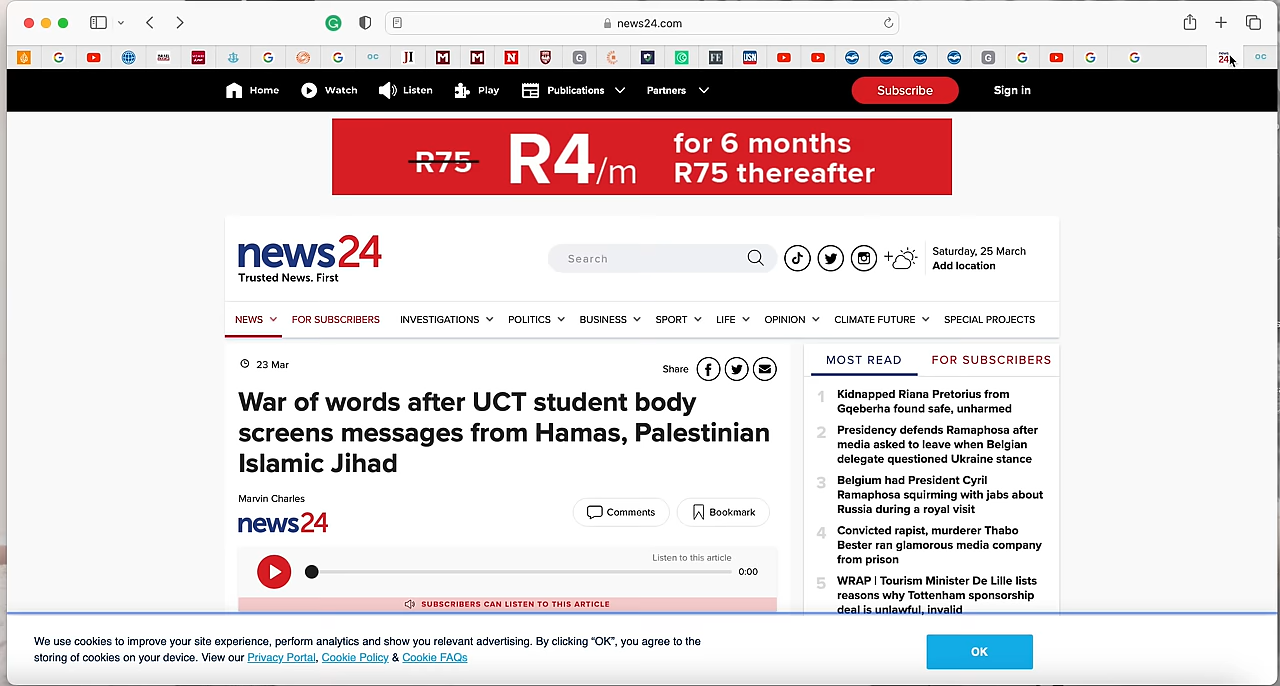 news24.com
oc
JI
M
M
N
G
FE
USN
G
news
24
oc
Home
Watch
Listen
Play
Publications
Partners
Subscribe
Sign in
R75
R4/m
for 6 months
R75 thereafter
news24
Trusted News. First
Search
Saturday, 25 March
Add location
NEWS
FOR SUBSCRIBERS
INVESTIGATIONS
POLITICS
BUSINESS
SPORT
LIFE
OPINION
CLIMATE FUTURE
SPECIAL PROJECTS
23 Mar
Share
War of words after UCT student body
screens messages from Hamas, Palestinian
Islamic Jihad
Marvin Charles
news24
Comments
Bookmark
Listen to this article
0:00
SUBSCRIBERS CAN LISTEN TO THIS ARTICLE
MOST READ
FOR SUBSCRIBERS
1
Kidnapped Riana Pretorius from
Gqeberha found safe, unharmed
2
Presidency defends Ramaphosa after
media asked to leave when Belgian
delegate questioned Ukraine stance
3
Belgium had President Cyril
Ramaphosa squirming with jabs about
Russia during a royal visit
4
Convicted rapist, murderer Thabo
Bester ran glamorous media company
from prison
5
WRAP | Tourism Minister De Lille lists
reasons why Tottenham sponsorship
deal is unlawful, invalid
We use cookies to improve your site experience, perform analytics and show you relevant advertising. By clicking “OK”, you agree to the
storing of cookies on your device. View our Privacy Portal, Cookie Policy & Cookie FAQs
OK